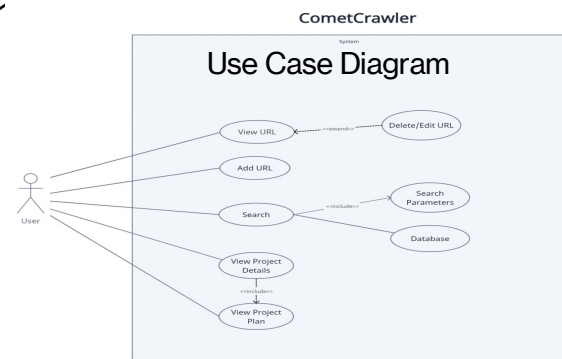 CometCrawler
System
Use Case Diagram
View URL
<<extend>>
Delete/Edit URL
Add URL
Search
<<include>>
Search
Parameters
Database
User
View Project
Details
<<include>>
View Project
Plan